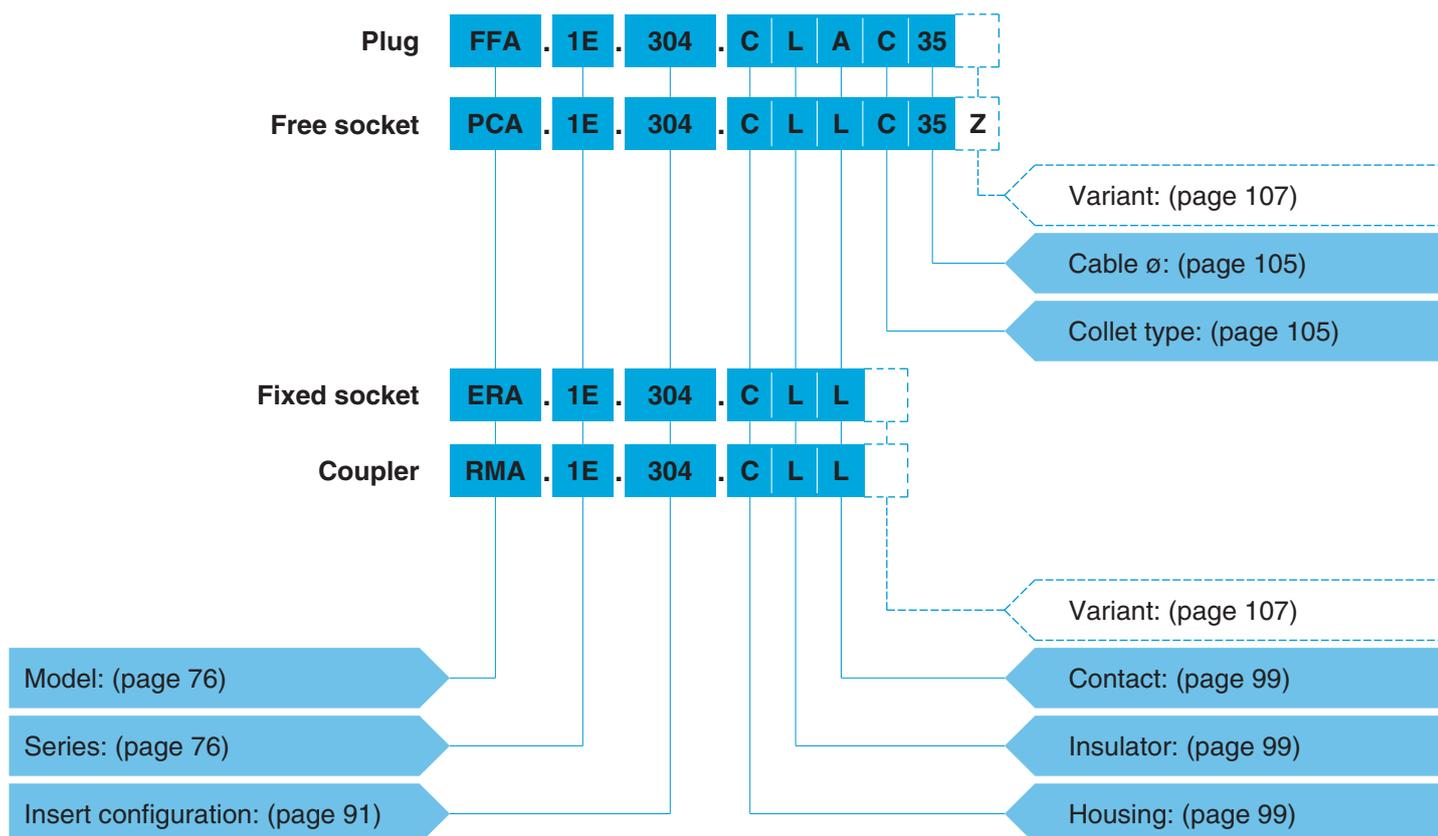 Plug FFA . 1E . 304 . C L A C 35
Free socket PCA . 1E . 304 . C L L C 35 Z
Variant: (page 107)
Cable ø: (page 105)
Collet type: (page 105)
Fixed socket ERA . 1E . 304 . C L L
Coupler RMA . 1E . 304 . C L L
Variant: (page 107)
Model: (page 76) Contact: (page 99)
Series: (page 76) Insulator: (page 99)
Insert configuration: (page 91) Housing: (page 99)